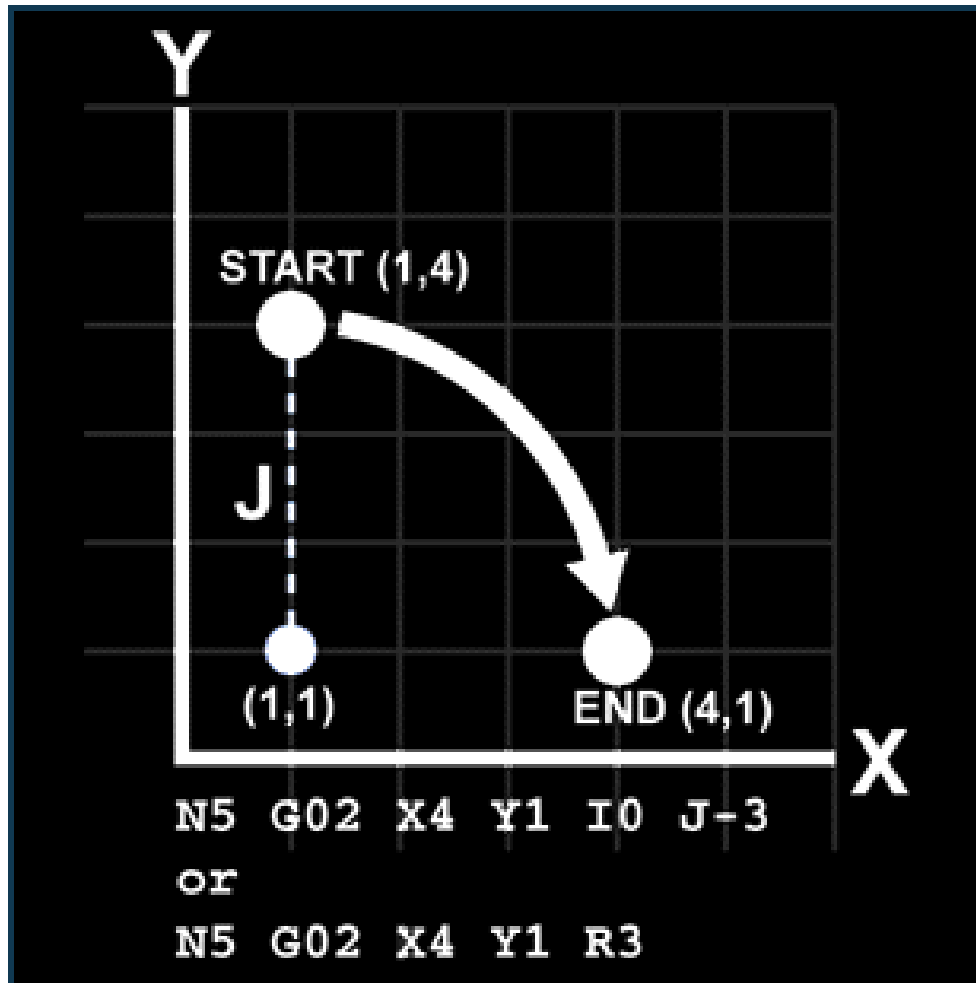 Y
START (1,4)
J
(1,1)
END (4,1)
X
N5 G02 X4 Y1 I0 J-3
or
N5 G02 X4 Y1 R3